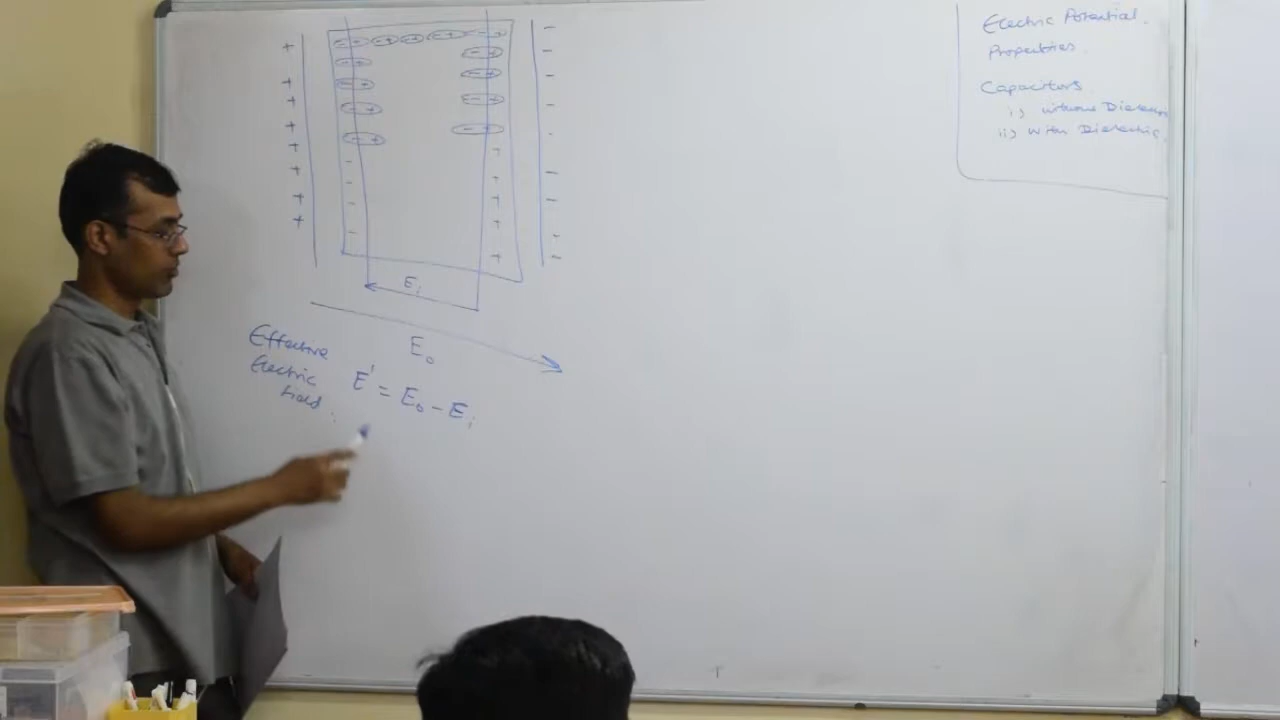 Electric Potential.
Properties.
Capacitors.
i) without Dielectric
ii) With Dielectric
Ei
E₀
Effective
Electric
field.
E' = E₀ - Ei